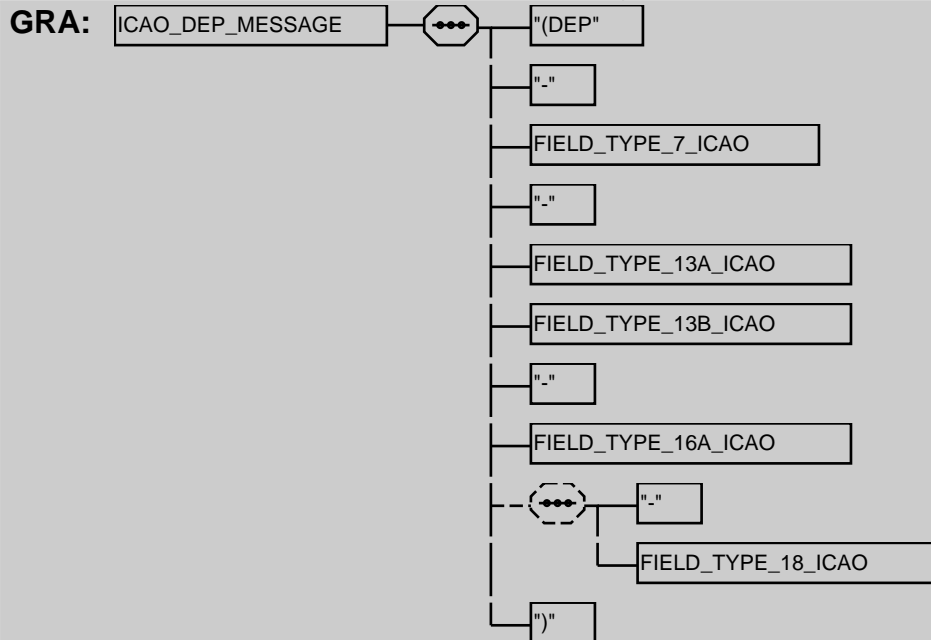 GRA: ICAO_DEP_MESSAGE "(DEP"
"-"
FIELD_TYPE_7_ICAO
"-"
FIELD_TYPE_13A_ICAO
FIELD_TYPE_13B_ICAO
"-"
FIELD_TYPE_16A_ICAO
"-"
FIELD_TYPE_18_ICAO
")"